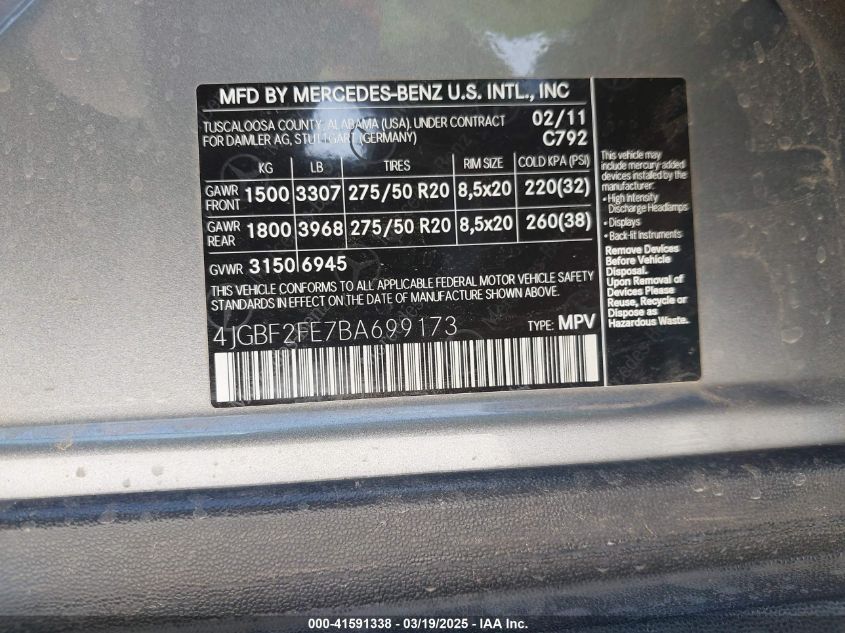 MFD BY MERCEDES-BENZ U.S. INTL., INC
TUSCALOOSA COUNTY, ALABAMA (USA), UNDER CONTRACT
FOR DAIMLER AG, STUTTGART (GERMANY)
02/11
C792
KG LB TIRES RIM SIZE COLD KPA (PSI)
GAWR FRONT 1500 3307 275/50 R20 8,5x20 220(32)
GAWR REAR 1800 3968 275/50 R20 8,5x20 260(38)
GVWR 3150 6945
THIS VEHICLE CONFORMS TO ALL APPLICABLE FEDERAL MOTOR VEHICLE SAFETY
STANDARDS IN EFFECT ON THE DATE OF MANUFACTURE SHOWN ABOVE.
4JGBF2FE7BA699173 TYPE: MPV
This vehicle may
include mercury-added
devices installed by the
manufacturer:
• High Intensity
Discharge Headlamps
• Displays
• Back-lit Instruments
Remove Devices
Before Vehicle
Disposal.
Upon Removal of
Devices Please
Reuse, Recycle or
Dispose as
Hazardous Waste.
000-41591338 - 03/19/2025 - IAA Inc.